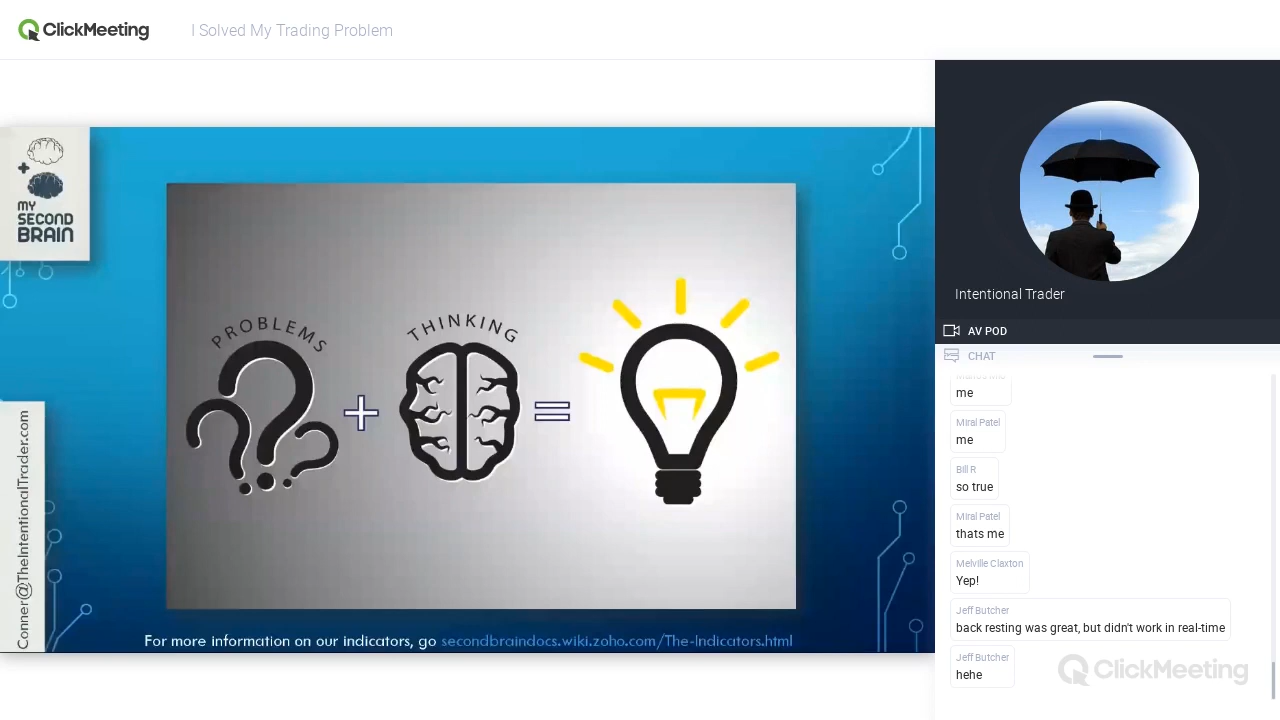 ClickMeeting
I Solved My Trading Problem
MY
SECOND
BRAIN
PROBLEMS
THINKING
Conner@TheIntentionalTrader.com
For more information on our indicators, go secondbraindocs.wiki.zoho.com/The-Indicators.html
Intentional Trader
AV POD
CHAT
me
Miral Patel
me
Bill R
so true
Miral Patel
thats me
Melville Claxton
Yep!
Jeff Butcher
back resting was great, but didn't work in real-time
Jeff Butcher
hehe
ClickMeeting